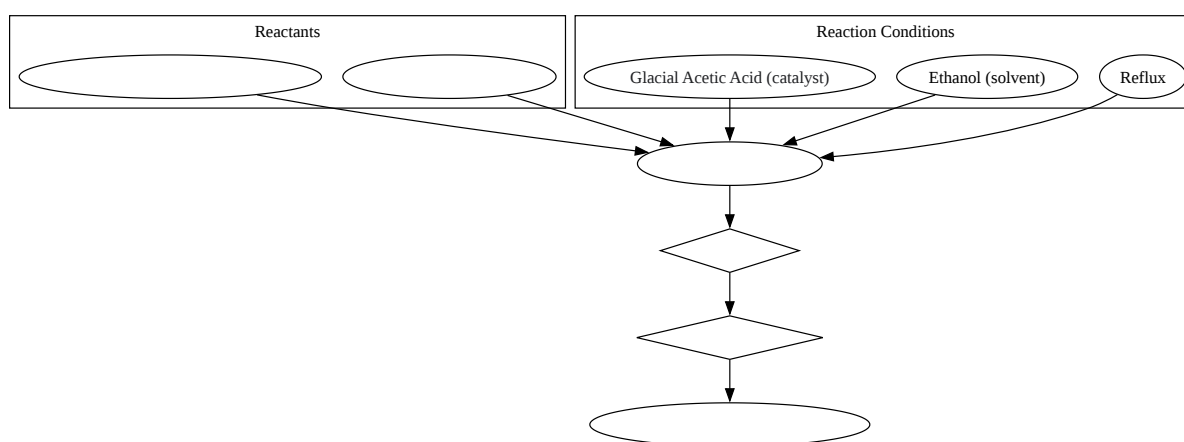 Reactants
Reaction Conditions
Glacial Acetic Acid (catalyst)
Ethanol (solvent)
Reflux